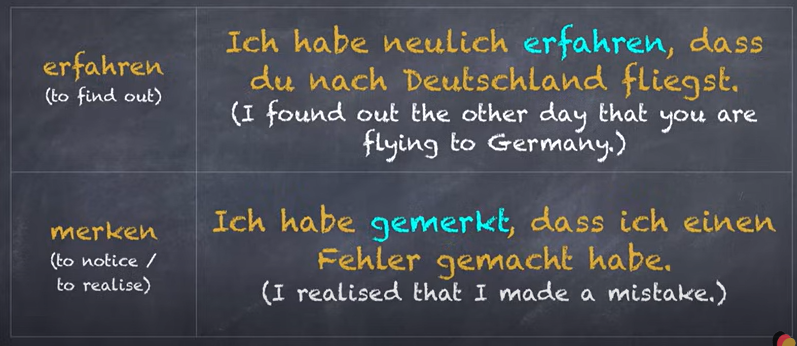 erfahren
(to find out)
Ich habe neulich erfahren, dass
du nach Deutschland fliegst.
(I found out the other day that you are
flying to Germany.)
merken
(to notice /
to realise)
Ich habe gemerkt, dass ich einen
Fehler gemacht habe.
(I realised that I made a mistake.)